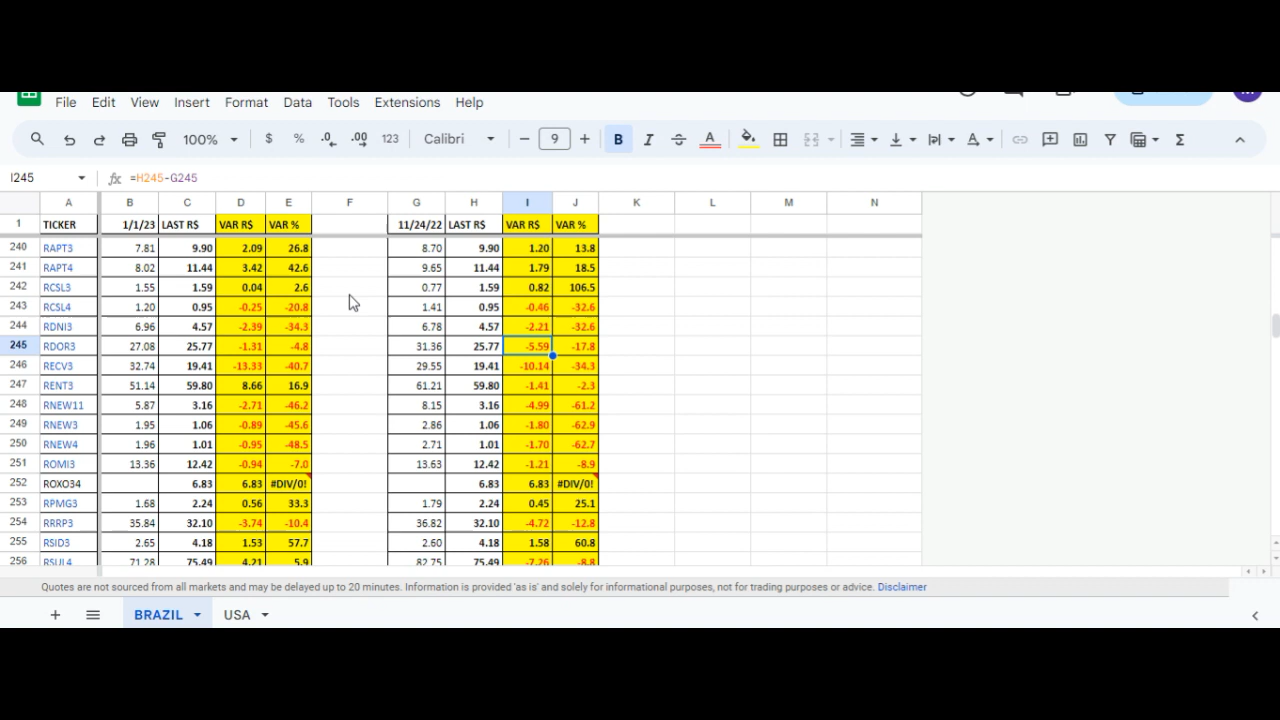 File Edit View Insert Format Data Tools Extensions Help
100% $ % .0 .00 123 Calibri 9 B I A Σ
I245 fx =H245-G245
A B C D E F G H I J K L M N
1 TICKER 1/1/23 LAST R$ VAR R$ VAR % 11/24/22 LAST R$ VAR R$ VAR %
240 RAPT3 7.81 9.90 2.09 26.8 8.70 9.90 1.20 13.8
241 RAPT4 8.02 11.44 3.42 42.6 9.65 11.44 1.79 18.5
242 RCSL3 1.55 1.59 0.04 2.6 0.77 1.59 0.82 106.5
243 RCSL4 1.20 0.95 -0.25 -20.8 1.41 0.95 -0.46 -32.6
244 RDNI3 6.96 4.57 -2.39 -34.3 6.78 4.57 -2.21 -32.6
245 RDOR3 27.08 25.77 -1.31 -4.8 31.36 25.77 -5.59 -17.8
246 RECV3 32.74 19.41 -13.33 -40.7 29.55 19.41 -10.14 -34.3
247 RENT3 51.14 59.80 8.66 16.9 61.21 59.80 -1.41 -2.3
248 RNEW11 5.87 3.16 -2.71 -46.2 8.15 3.16 -4.99 -61.2
249 RNEW3 1.95 1.06 -0.89 -45.6 2.86 1.06 -1.80 -62.9
250 RNEW4 1.96 1.01 -0.95 -48.5 2.71 1.01 -1.70 -62.7
251 ROMI3 13.36 12.42 -0.94 -7.0 13.63 12.42 -1.21 -8.9
252 ROXO34 6.83 6.83 #DIV/0! 6.83 6.83 #DIV/0!
253 RPMG3 1.68 2.24 0.56 33.3 1.79 2.24 0.45 25.1
254 RRRP3 35.84 32.10 -3.74 -10.4 36.82 32.10 -4.72 -12.8
255 RSID3 2.65 4.18 1.53 57.7 2.60 4.18 1.58 60.8
256 RSUL4 71.28 75.49 4.21 5.9 82.75 75.49 -7.26 -8.8
Quotes are not sourced from all markets and may be delayed up to 20 minutes. Information is provided 'as is' and solely for informational purposes, not for trading purposes or advice. Disclaimer
BRAZIL USA